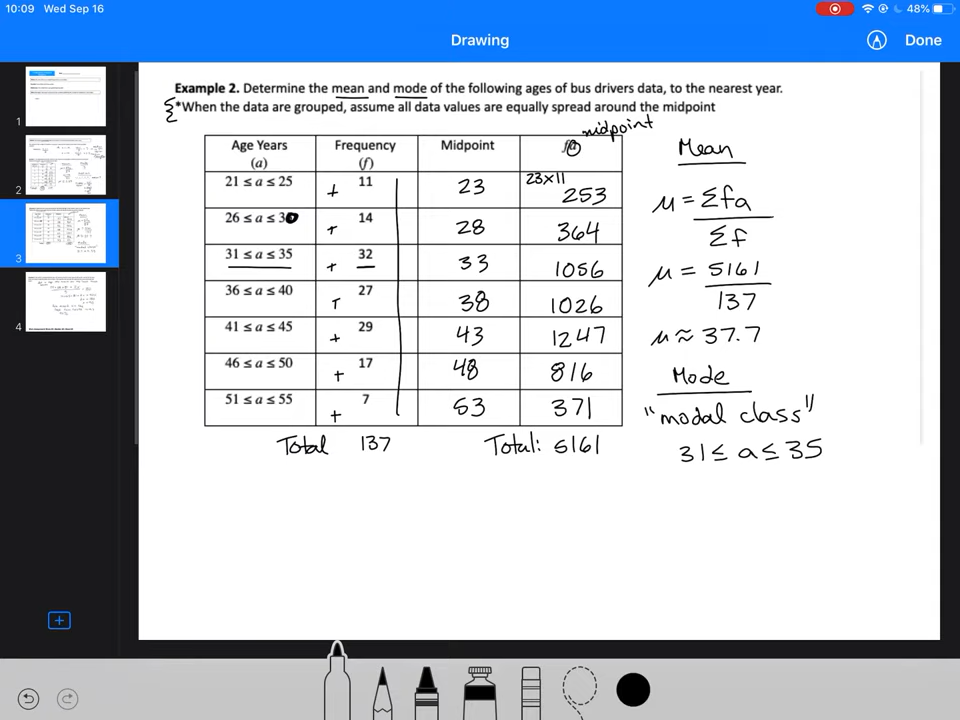 10:09 Wed Sep 16
48%
Drawing
Done
1
2
3
4
Example 2. Determine the mean and mode of the following ages of bus drivers data, to the nearest year.
*When the data are grouped, assume all data values are equally spread around the midpoint
midpoint
Age Years (a) Frequency (f) Midpoint
21 ≤ a ≤ 25 + 11 23 23×11 253
26 ≤ a ≤ 30 + 14 28 364
31 ≤ a ≤ 35 + 32 33 1056
36 ≤ a ≤ 40 + 27 38 1026
41 ≤ a ≤ 45 + 29 43 1247
46 ≤ a ≤ 50 + 17 48 816
51 ≤ a ≤ 55 + 7 53 371
Total 137 Total: 5161
Mean
μ = Σfa
Σf
μ = 5161
137
μ ≈ 37.7
Mode
"modal class"
31 ≤ a ≤ 35